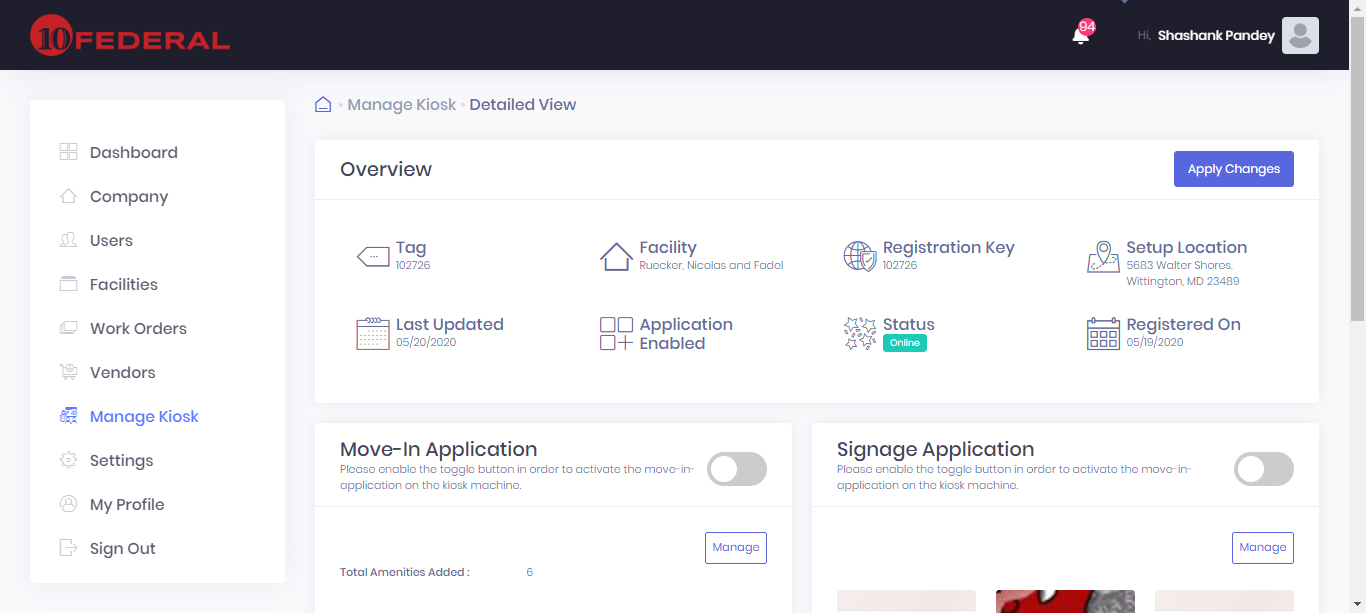 10 FEDERAL
94
Hi, Shashank Pandey
Manage Kiosk • Detailed View
Dashboard
Company
Users
Facilities
Work Orders
Vendors
Manage Kiosk
Settings
My Profile
Sign Out
Overview
Apply Changes
Tag
102726
Facility
Ruecker, Nicolas and Fadel
Registration Key
102726
Setup Location
5683 Walter Shores,
Wittington, MD 23489
Last Updated
05/20/2020
Application
Enabled
Status
Online
Registered On
05/19/2020
Move-In Application
Please enable the toggle button in order to activate the move-in-
application on the kiosk machine.
Manage
Total Amenities Added : 6
Signage Application
Please enable the toggle button in order to activate the move-in-
application on the kiosk machine.
Manage